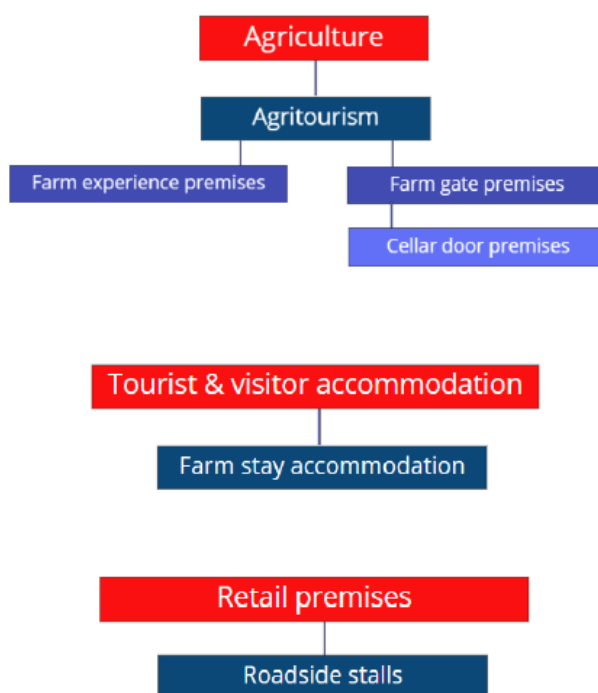 Agriculture
Agritourism
Farm experience premises
Farm gate premises
Cellar door premises
Tourist & visitor accommodation
Farm stay accommodation
Retail premises
Roadside stalls